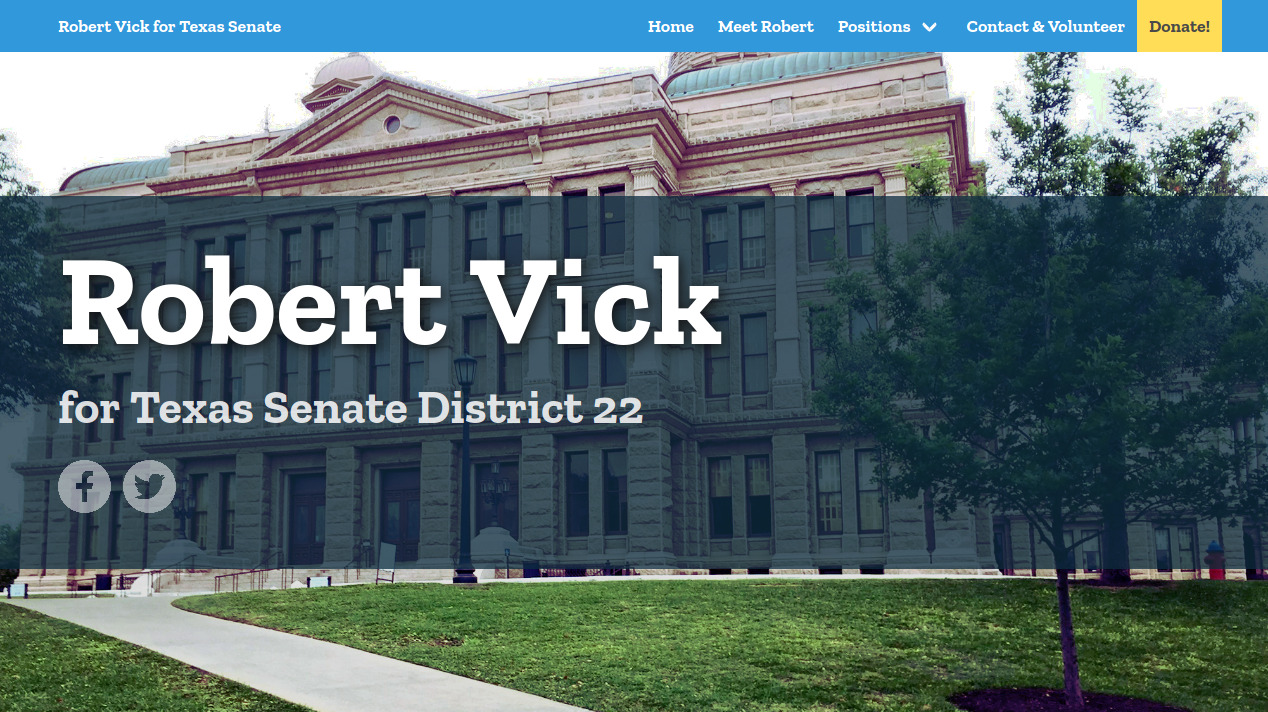 Robert Vick for Texas Senate
Home
Meet Robert
Positions
Contact & Volunteer
Donate!
Robert Vick
for Texas Senate District 22